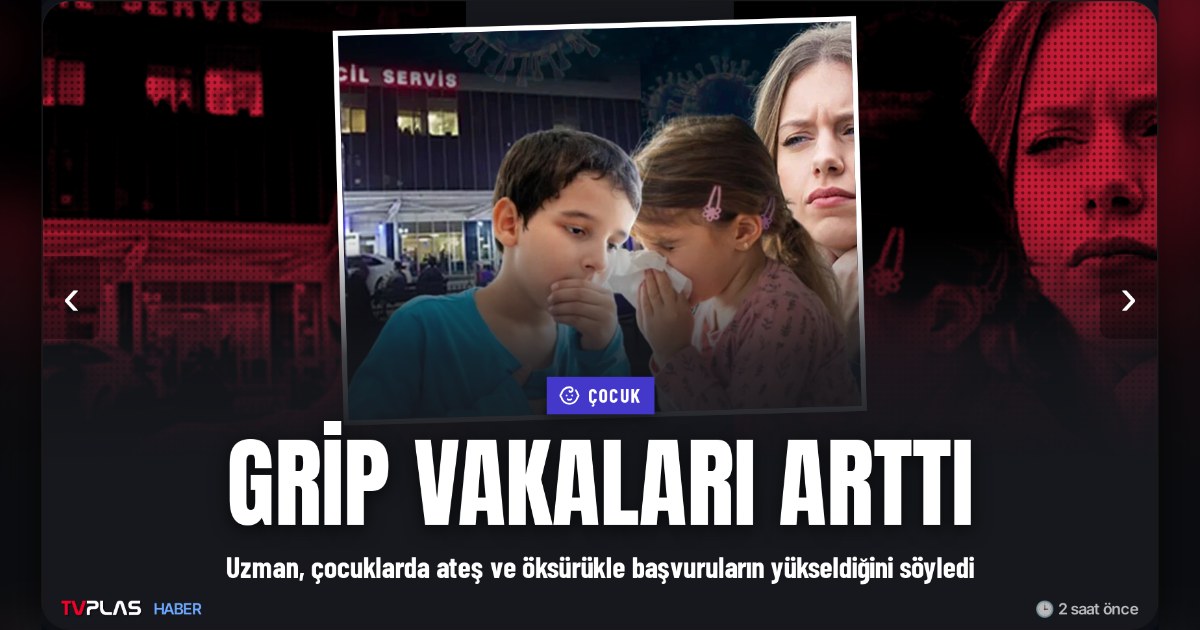 SERVİS
CİL SERVİS
ÇOCUK
GRİP VAKALARI ARTTI
Uzman, çocuklarda ateş ve öksürükle başvuruların yükseldiğini söyledi
TVPLAS HABER
2 saat önce